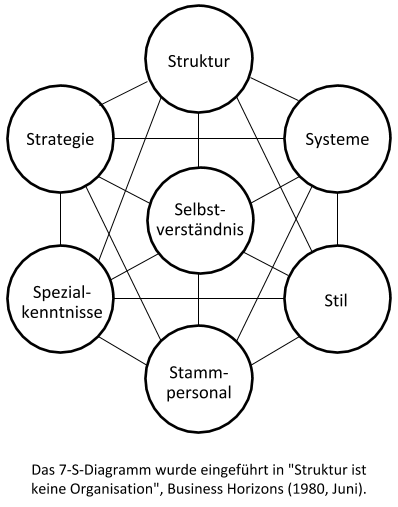 Struktur
Strategie
Systeme
Selbst-
verständnis
Spezial-
kenntnisse
Stil
Stamm-
personal
Das 7-S-Diagramm wurde eingeführt in "Struktur ist
keine Organisation", Business Horizons (1980, Juni).